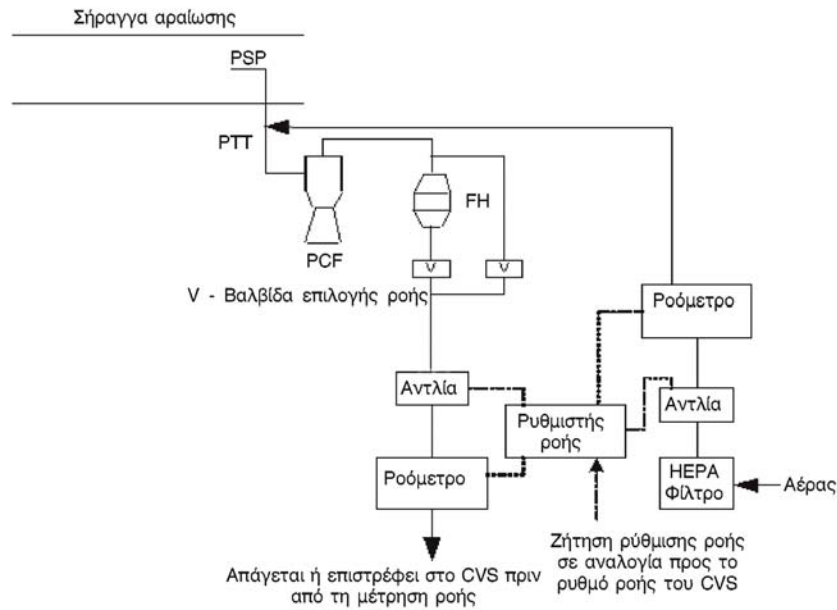 Σήραγγα αραίωσης
PSP
PTT
PCF
FH
V
V
V - Βαλβίδα επιλογής ροής
Ροόμετρο
Αντλία
Ρυθμιστής
ροής
Αντλία
Ροόμετρο
HEPA
Φίλτρο
Αέρας
Απάγεται ή επιστρέφει στο CVS πριν
από τη μέτρηση ροής
Ζήτηση ρύθμισης ροής
σε αναλογία προς το
ρυθμό ροής του CVS